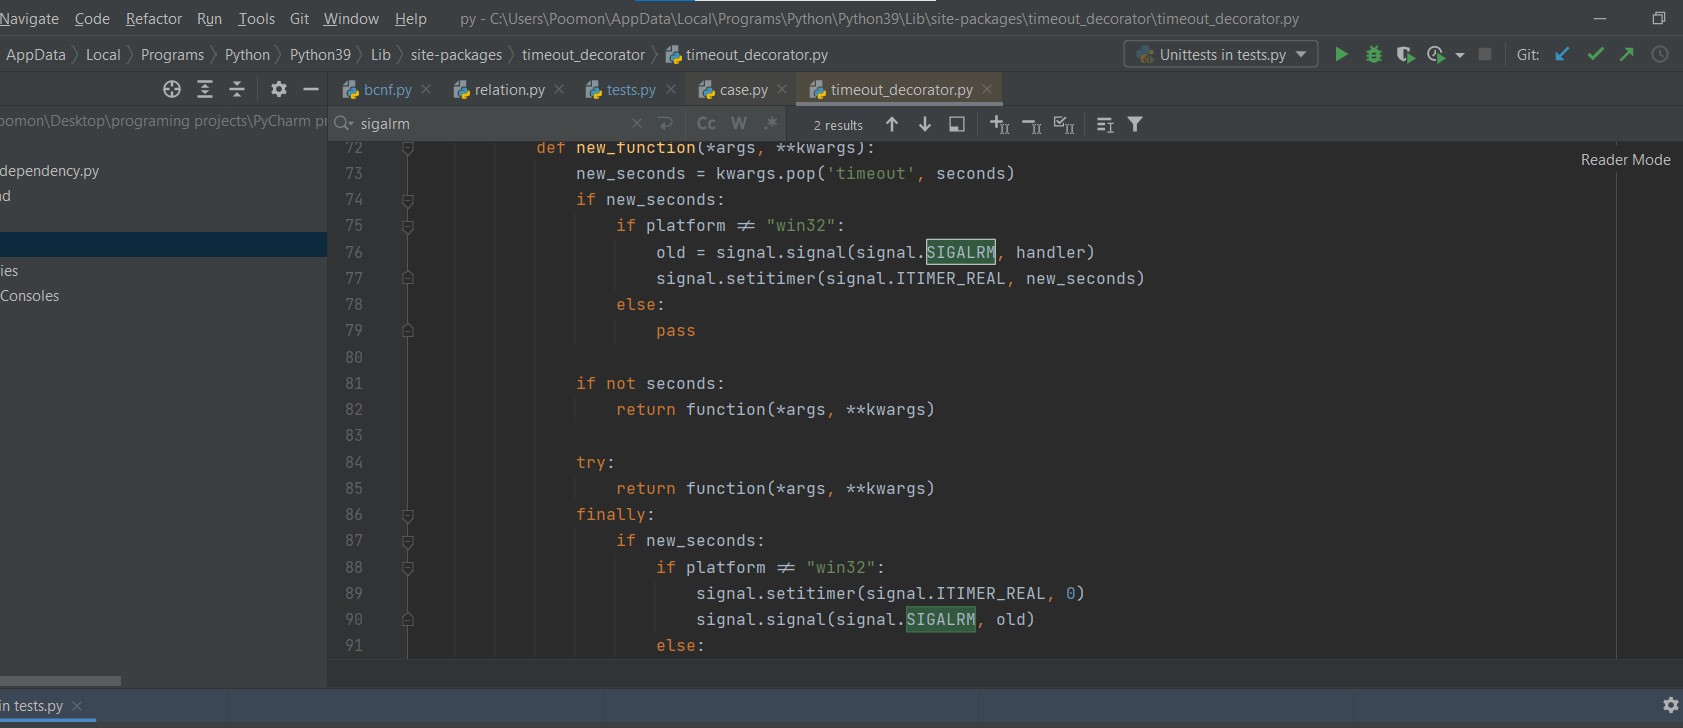 Navigate Code Refactor Run Tools Git Window Help py - C:\Users\Poomon\AppData\Local\Programs\Python\Python39\Lib\site-packages\timeout_decorator\timeout_decorator.py
AppData Local Programs Python Python39 Lib site-packages timeout_decorator timeout_decorator.py Unittests in tests.py Git:
bcnf.py relation.py tests.py case.py timeout_decorator.py
oomon\Desktop\programing projects\PyCharm pr
sigalrm Cc W .* 2 results
Reader Mode
dependency.py
nd
ies
Consoles
72 def new_function(*args, **kwargs):
73 new_seconds = kwargs.pop('timeout', seconds)
74 if new_seconds:
75 if platform ≠ "win32":
76 old = signal.signal(signal.SIGALRM, handler)
77 signal.setitimer(signal.ITIMER_REAL, new_seconds)
78 else:
79 pass
80
81 if not seconds:
82 return function(*args, **kwargs)
83
84 try:
85 return function(*args, **kwargs)
86 finally:
87 if new_seconds:
88 if platform ≠ "win32":
89 signal.setitimer(signal.ITIMER_REAL, 0)
90 signal.signal(signal.SIGALRM, old)
91 else:
in tests.py